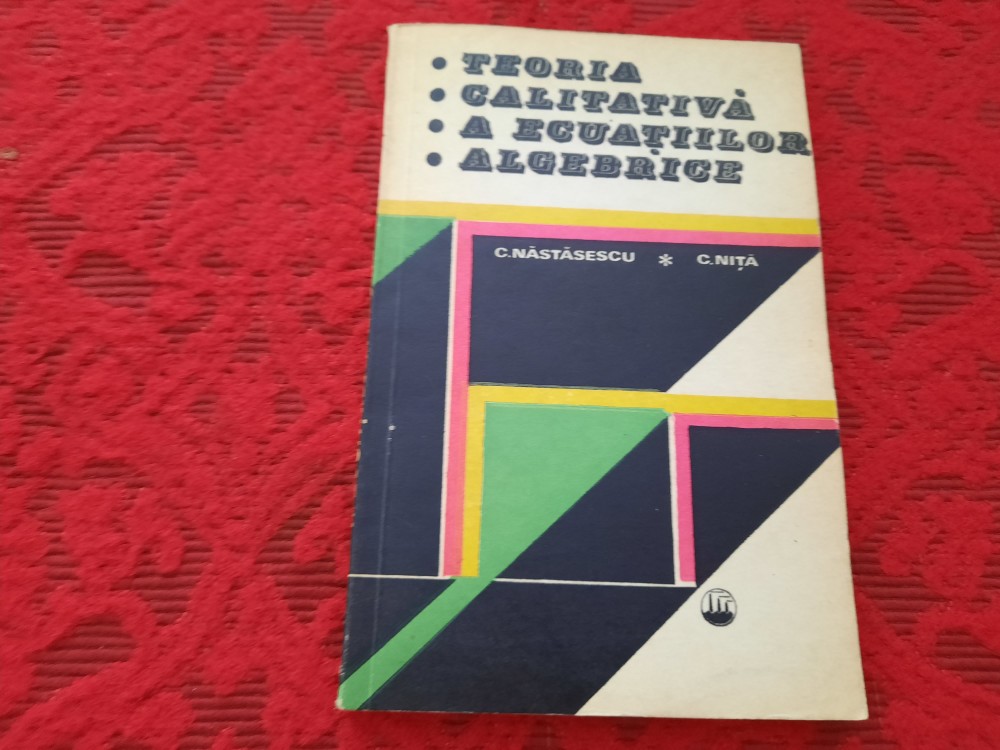 • TEORIA
• CALITATIVĂ
• A ECUAȚIILOR
• ALGEBRICE
C.NĂSTĂSESCU * C.NIȚĂ